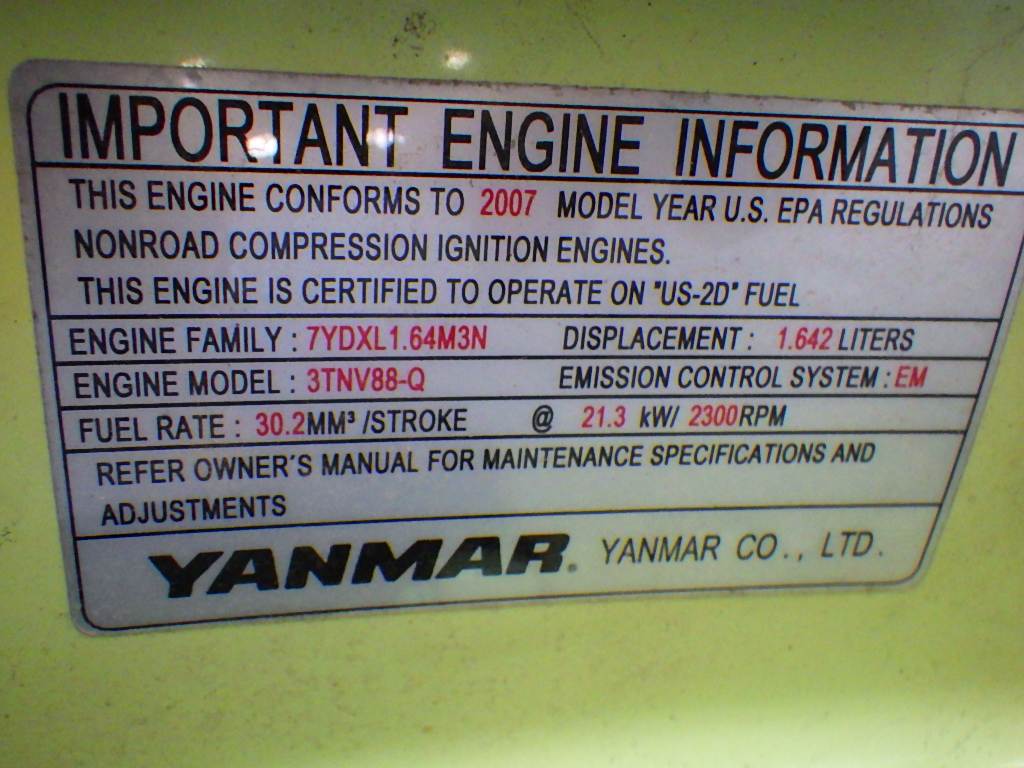 IMPORTANT ENGINE INFORMATION
THIS ENGINE CONFORMS TO 2007 MODEL YEAR U.S. EPA REGULATIONS
NONROAD COMPRESSION IGNITION ENGINES.
THIS ENGINE IS CERTIFIED TO OPERATE ON "US-2D" FUEL
ENGINE FAMILY : 7YDXL1.64M3N DISPLACEMENT : 1.642 LITERS
ENGINE MODEL : 3TNV88-Q EMISSION CONTROL SYSTEM : EM
FUEL RATE : 30.2MM³ /STROKE @ 21.3 kW/ 2300RPM
REFER OWNER'S MANUAL FOR MAINTENANCE SPECIFICATIONS AND
ADJUSTMENTS
YANMAR® YANMAR CO., LTD.